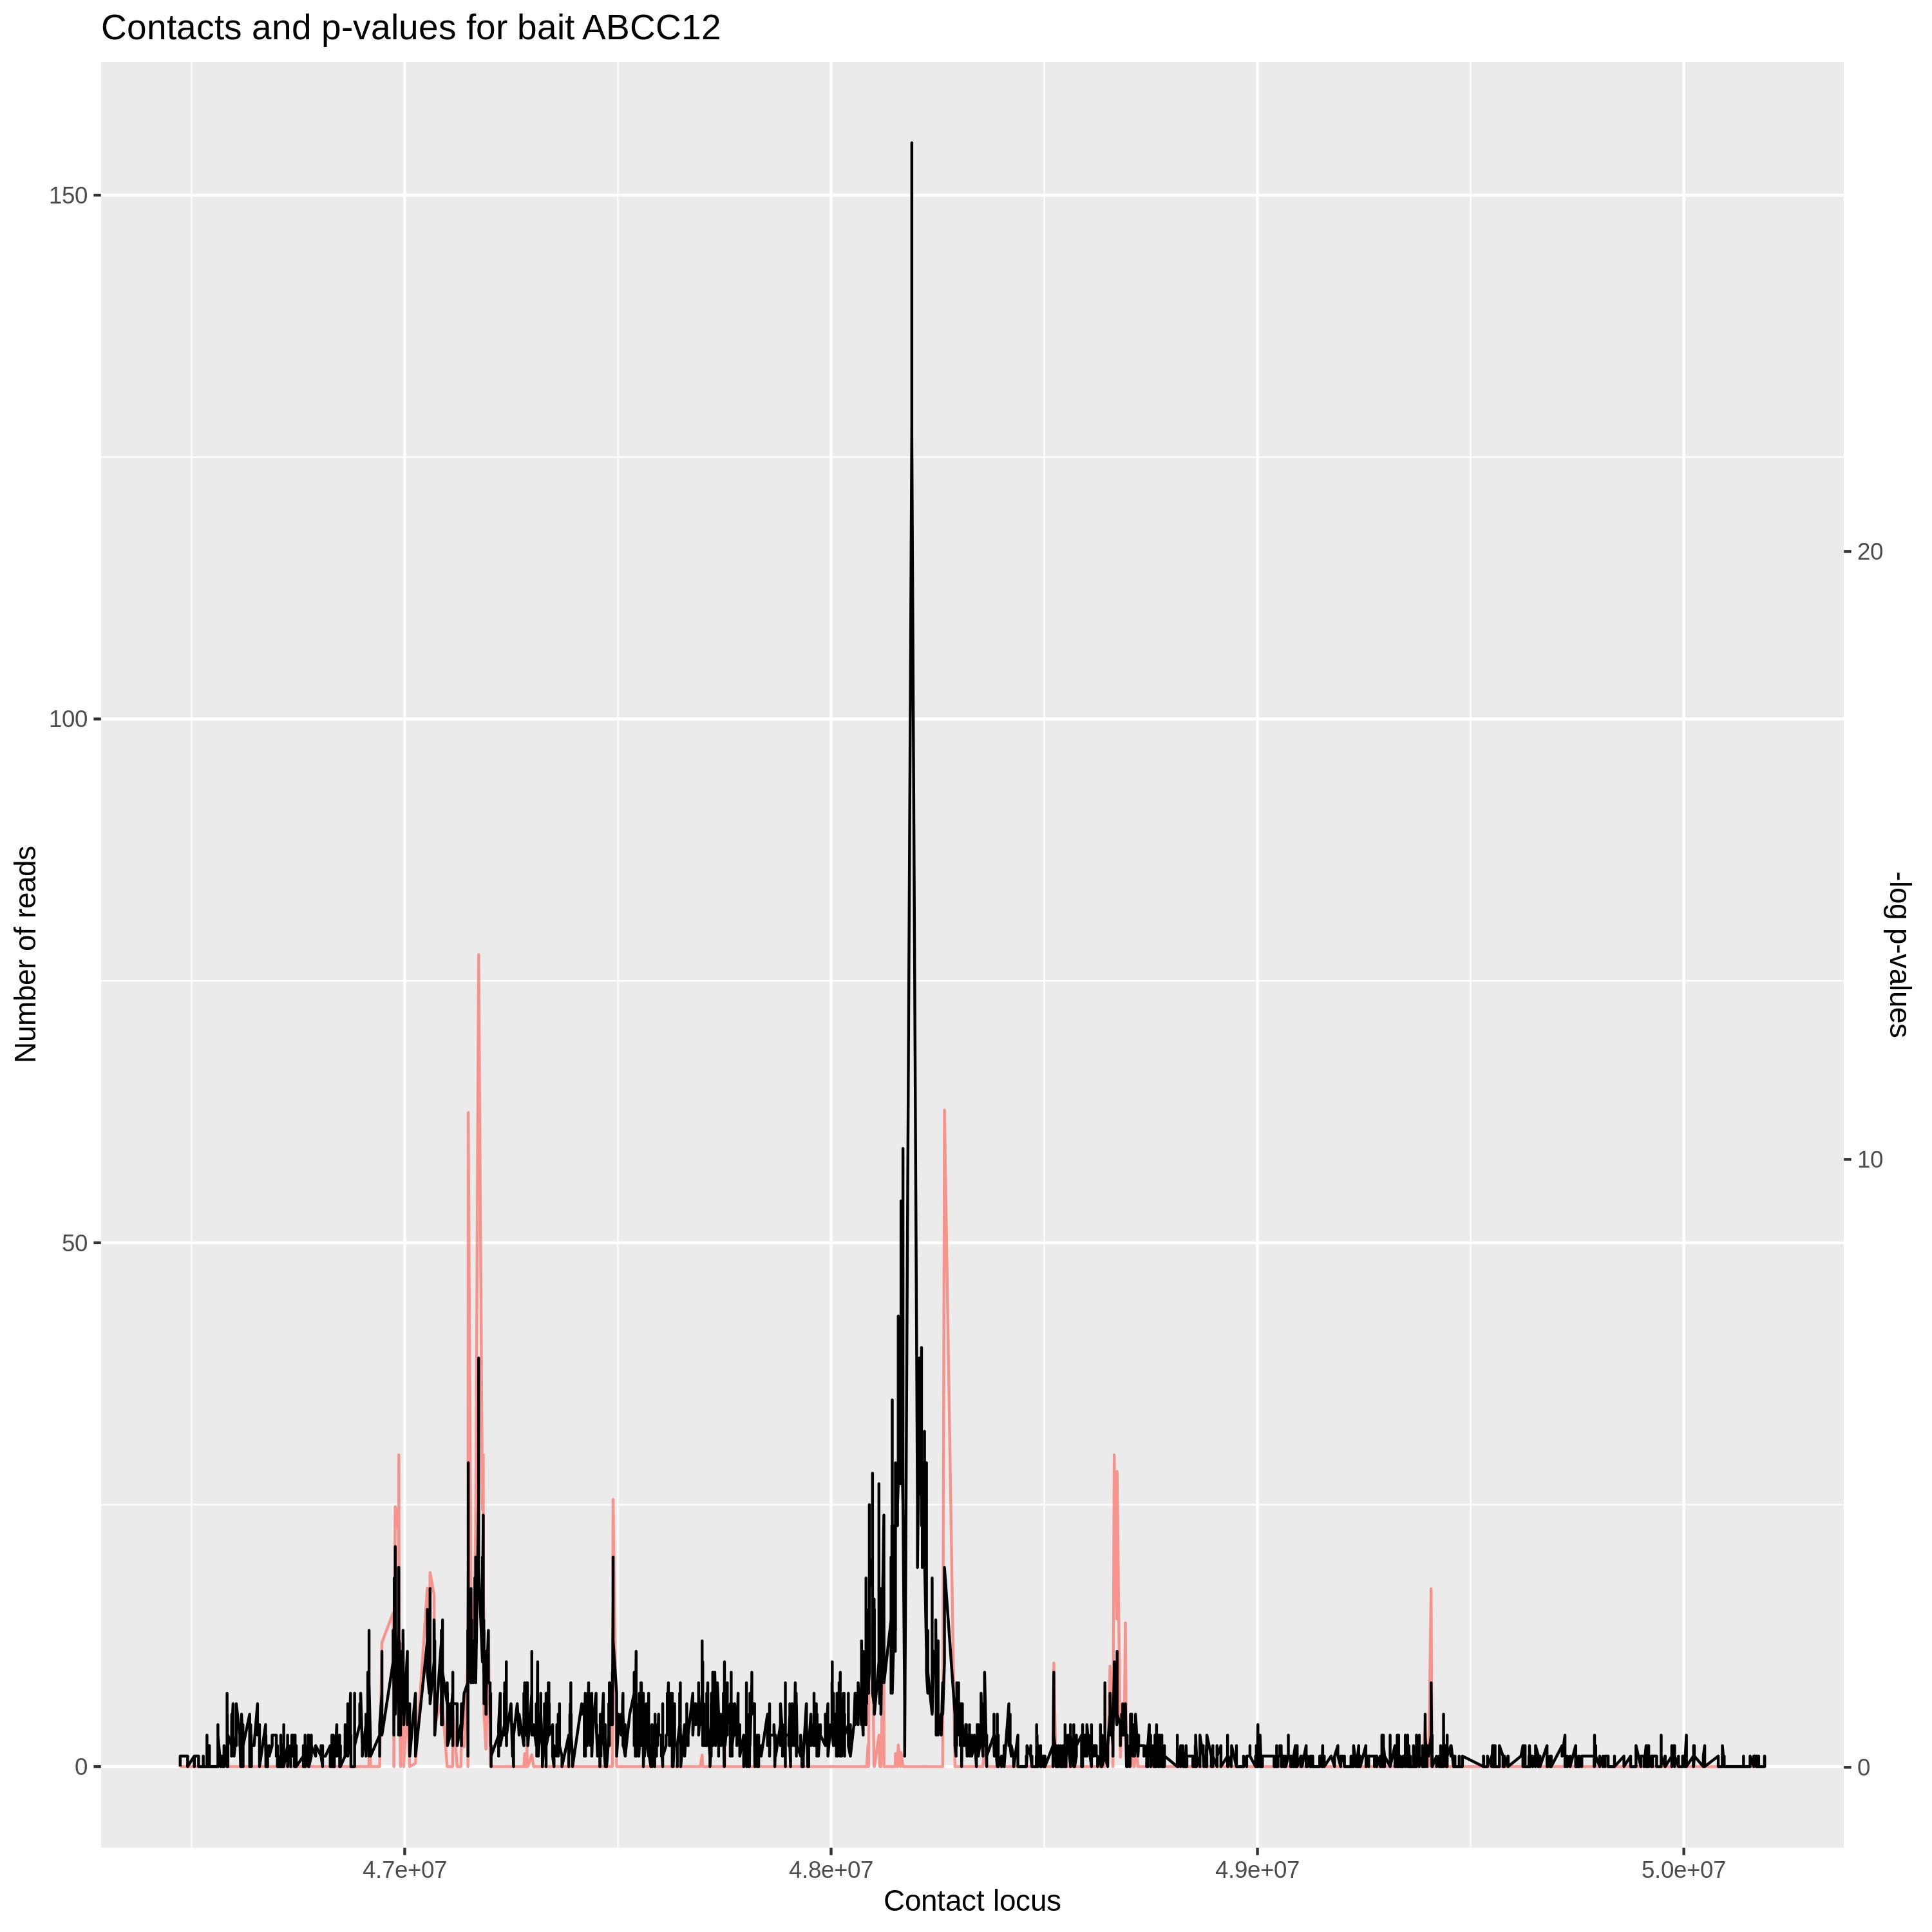 Contacts and p-values for bait ABCC12
150
100
50
0
20
10
0
Number of reads
-log p-values
4.7e+07
4.8e+07
4.9e+07
5.0e+07
Contact locus